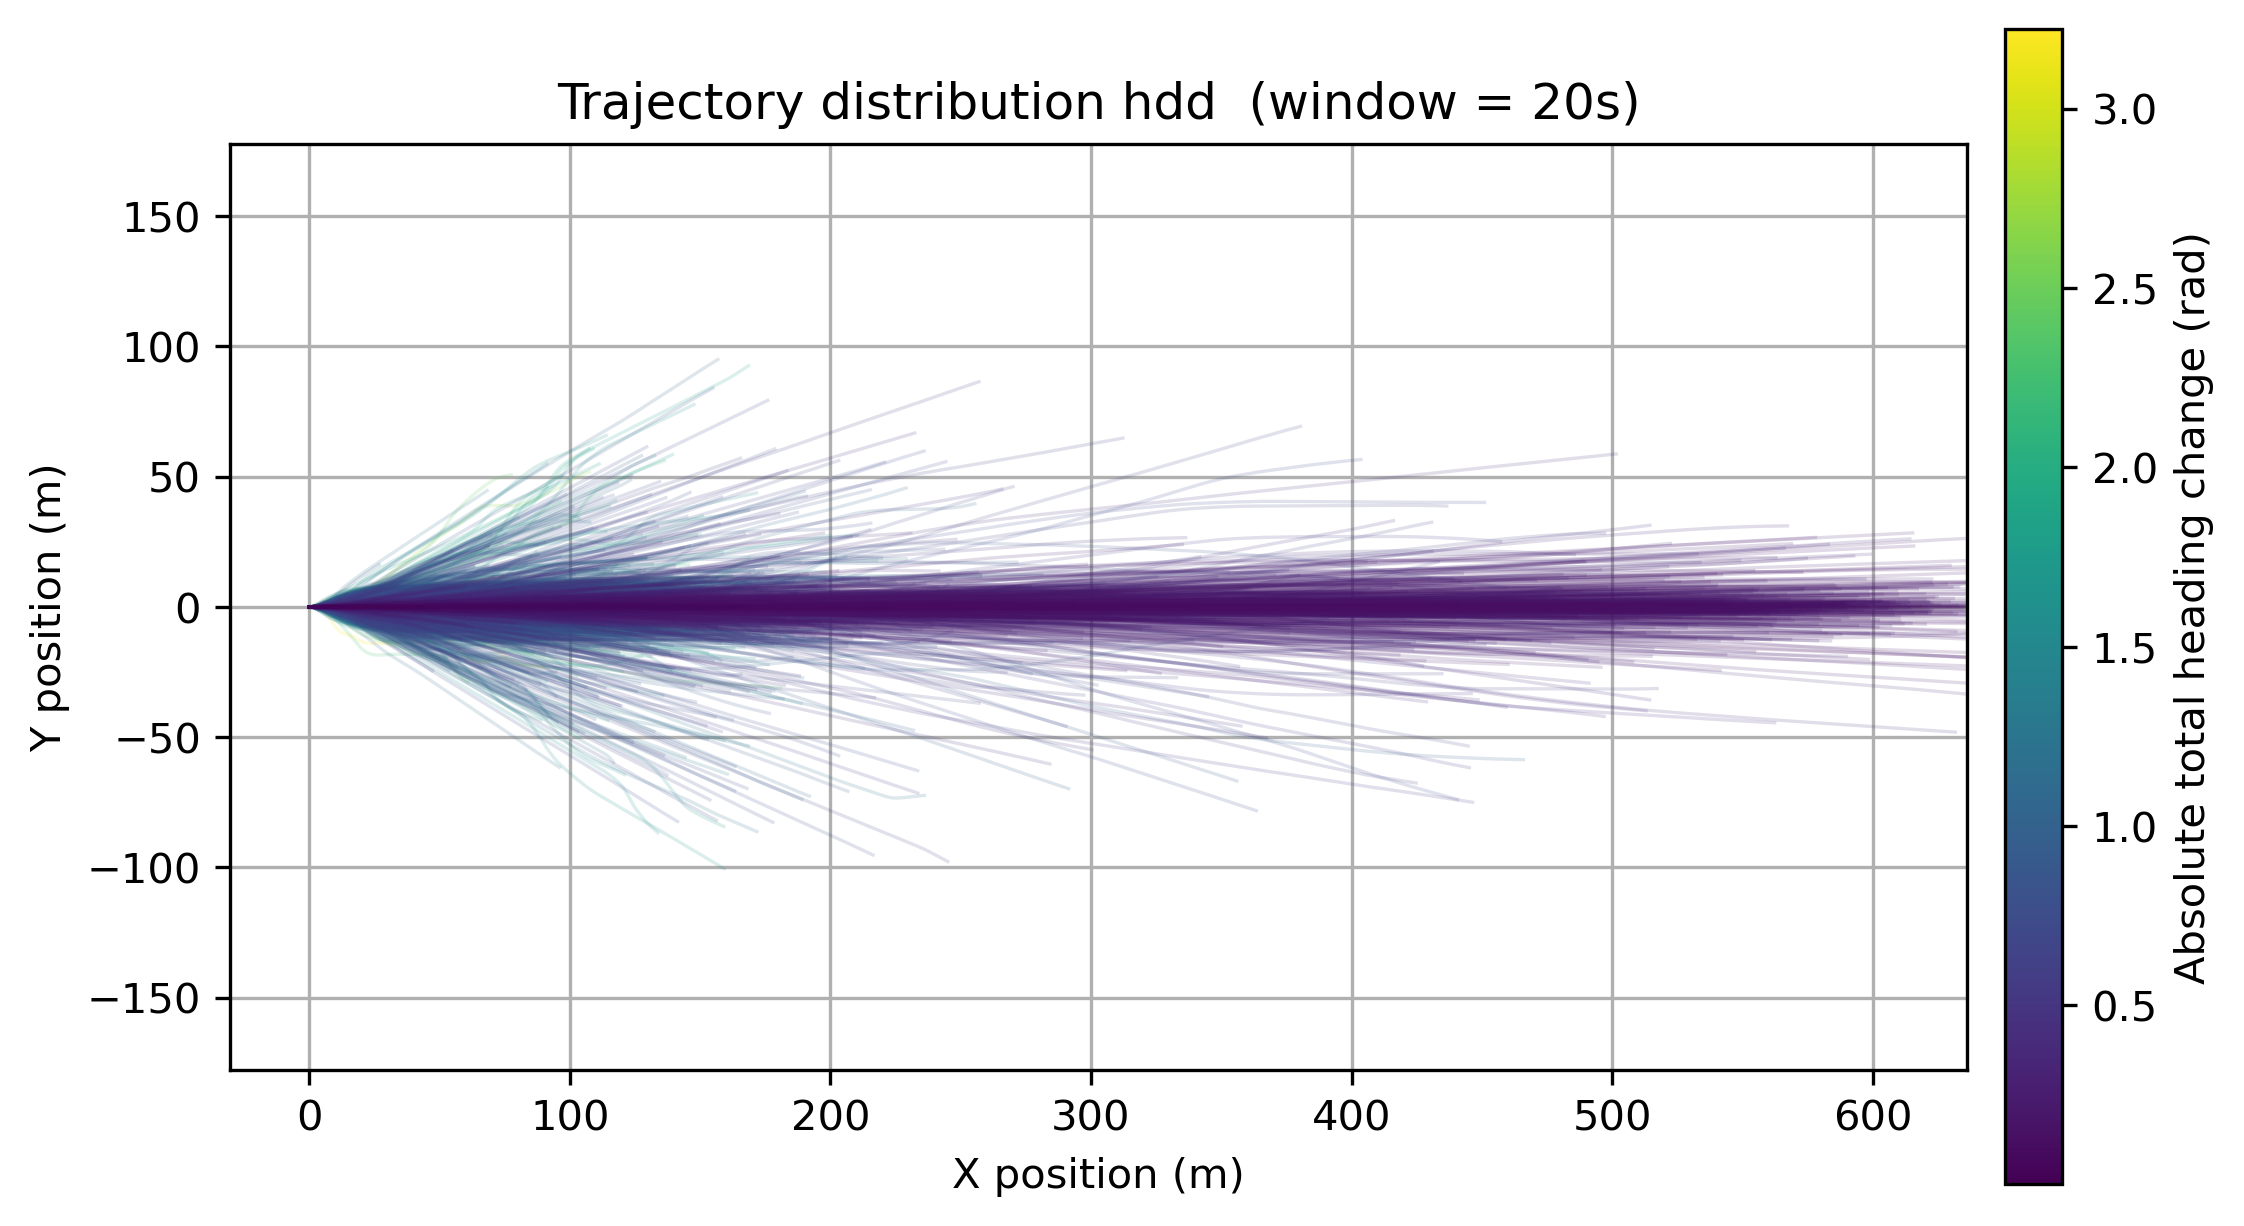 Trajectory distribution hdd  (window = 20s)
Y position (m)
150
100
50
0
−50
−100
−150
0 100 200 300 400 500 600
X position (m)
3.0
2.5
2.0
1.5
1.0
0.5
Absolute total heading change (rad)